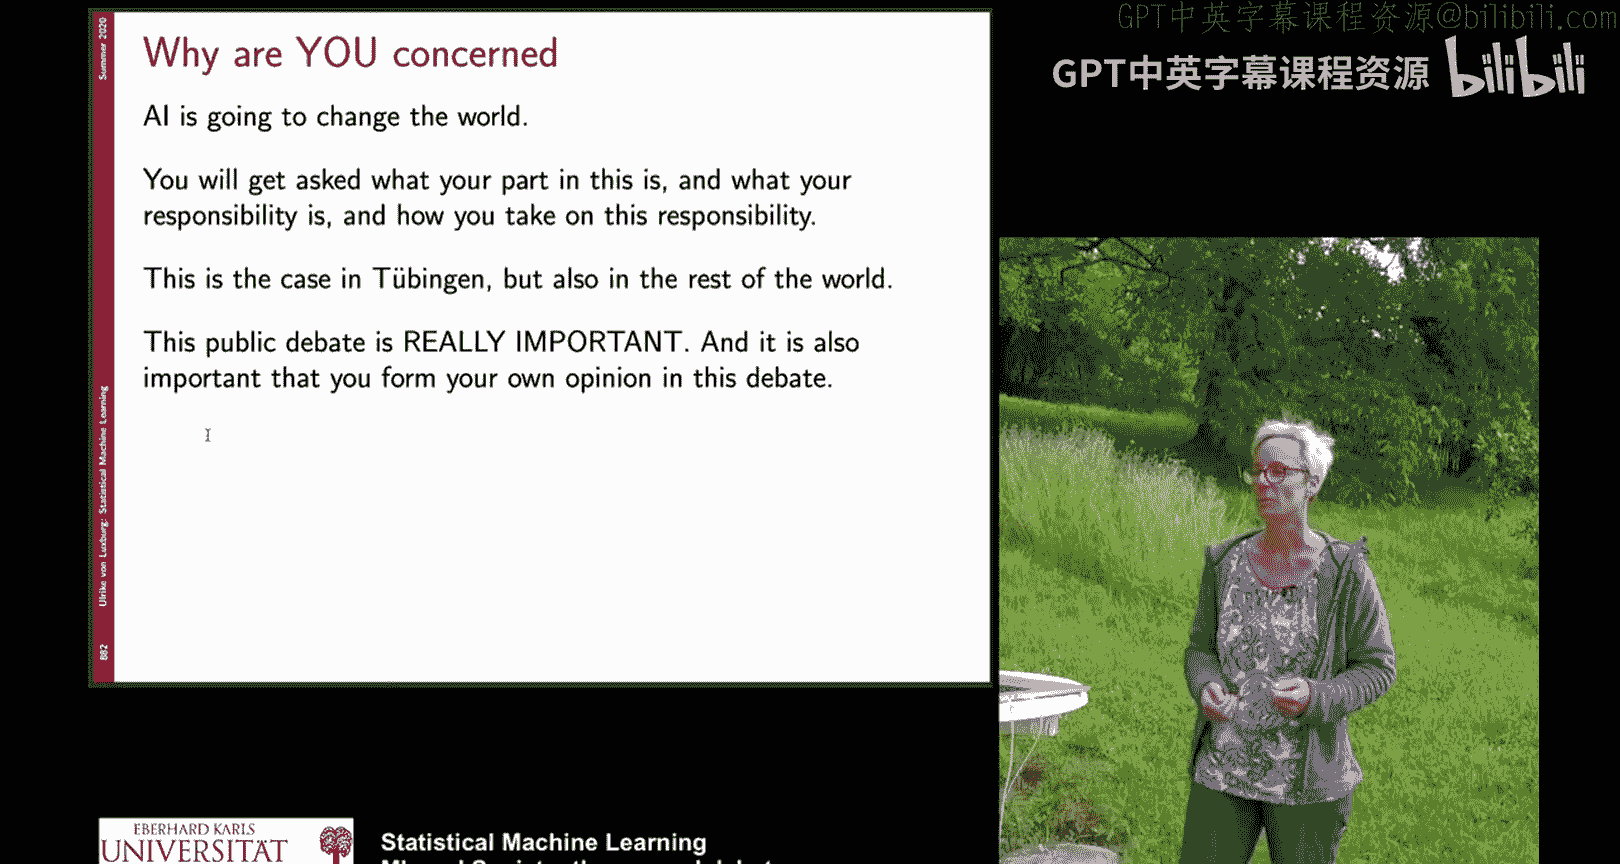 GPT中英字幕课程资源@bilibili.com
GPT中英字幕课程资源 bilibili
Summer 2020
Why are YOU concerned
AI is going to change the world.
You will get asked what your part in this is, and what your
responsibility is, and how you take on this responsibility.
This is the case in Tübingen, but also in the rest of the world.
This public debate is REALLY IMPORTANT. And it is also
important that you form your own opinion in this debate.
Ulrike von Luxburg: Statistical Machine Learning
882
EBERHARD KARLS
UNIVERSITÄT
Statistical Machine Learning